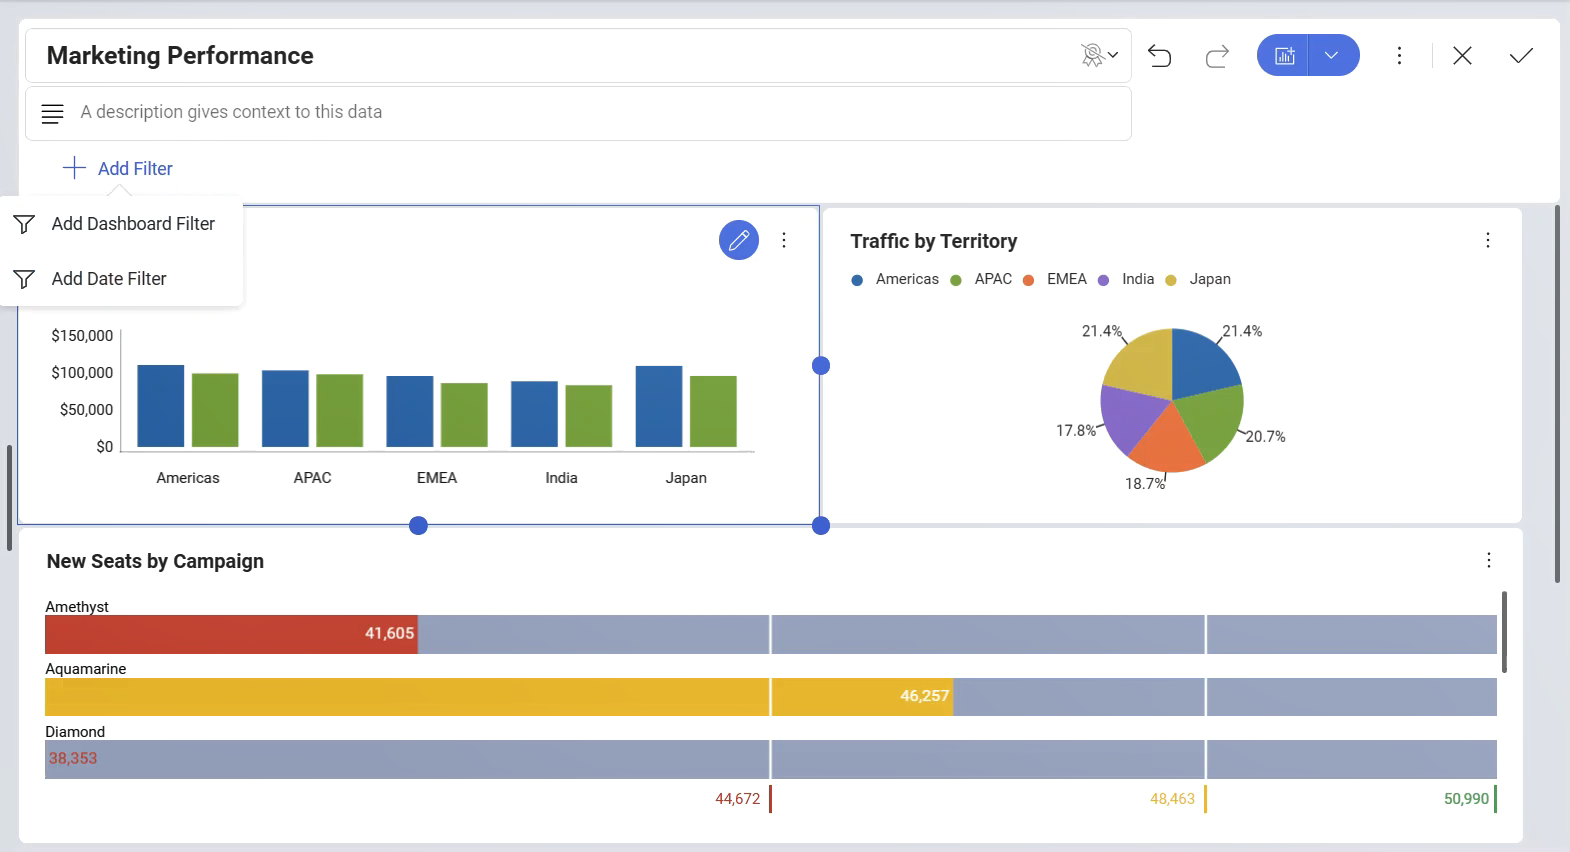 Marketing Performance
A description gives context to this data
Add Filter
Add Dashboard Filter
Add Date Filter
$150,000
$100,000
$50,000
$0
Americas APAC EMEA India Japan
Traffic by Territory
Americas APAC EMEA India Japan
21.4% 21.4%
17.8% 20.7%
18.7%
New Seats by Campaign
Amethyst
41,605
Aquamarine
46,257
Diamond
38,353
44,672 48,463 50,990